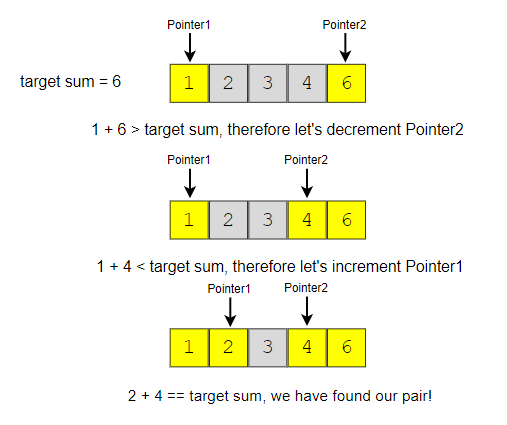 Pointer1 Pointer2
target sum = 6
1 2 3 4 6
1 + 6 > target sum, therefore let's decrement Pointer2
Pointer1 Pointer2
1 2 3 4 6
1 + 4 < target sum, therefore let's increment Pointer1
Pointer1 Pointer2
1 2 3 4 6
2 + 4 == target sum, we have found our pair!